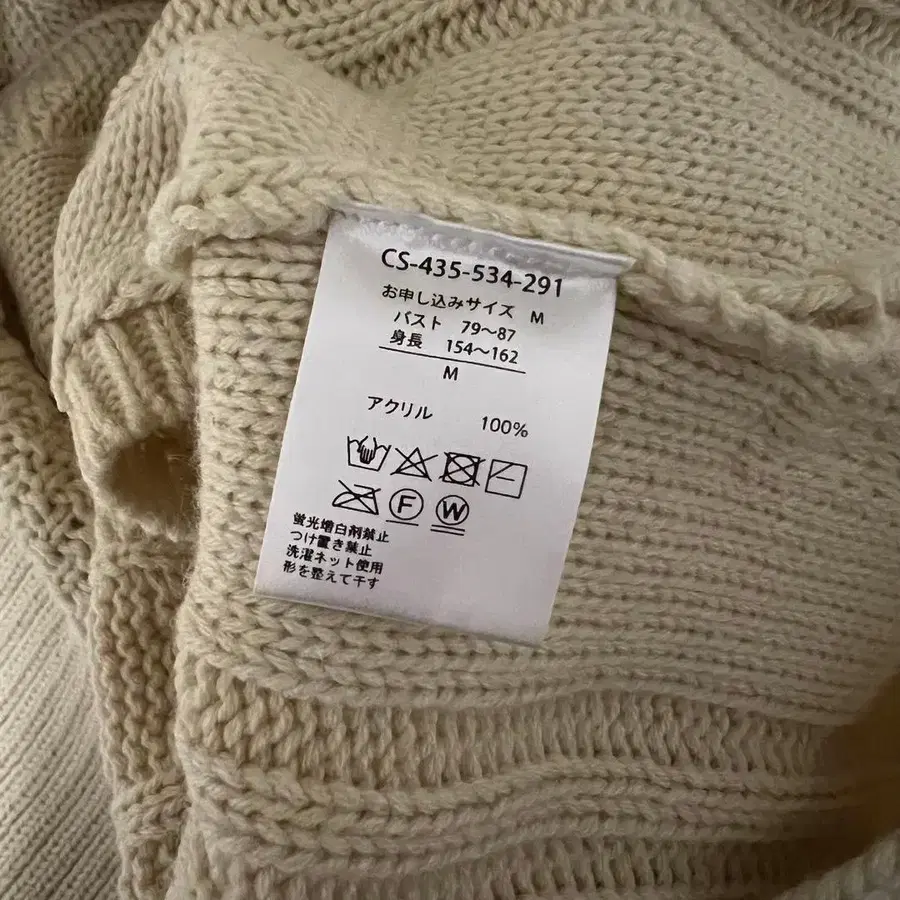 CS-435-534-291
お申し込みサイズ M
バスト 79〜87
身長 154〜162
M
アクリル 100%
F W
蛍光増白剤禁止
つけ置き禁止
洗濯ネット使用
形を整えて干す